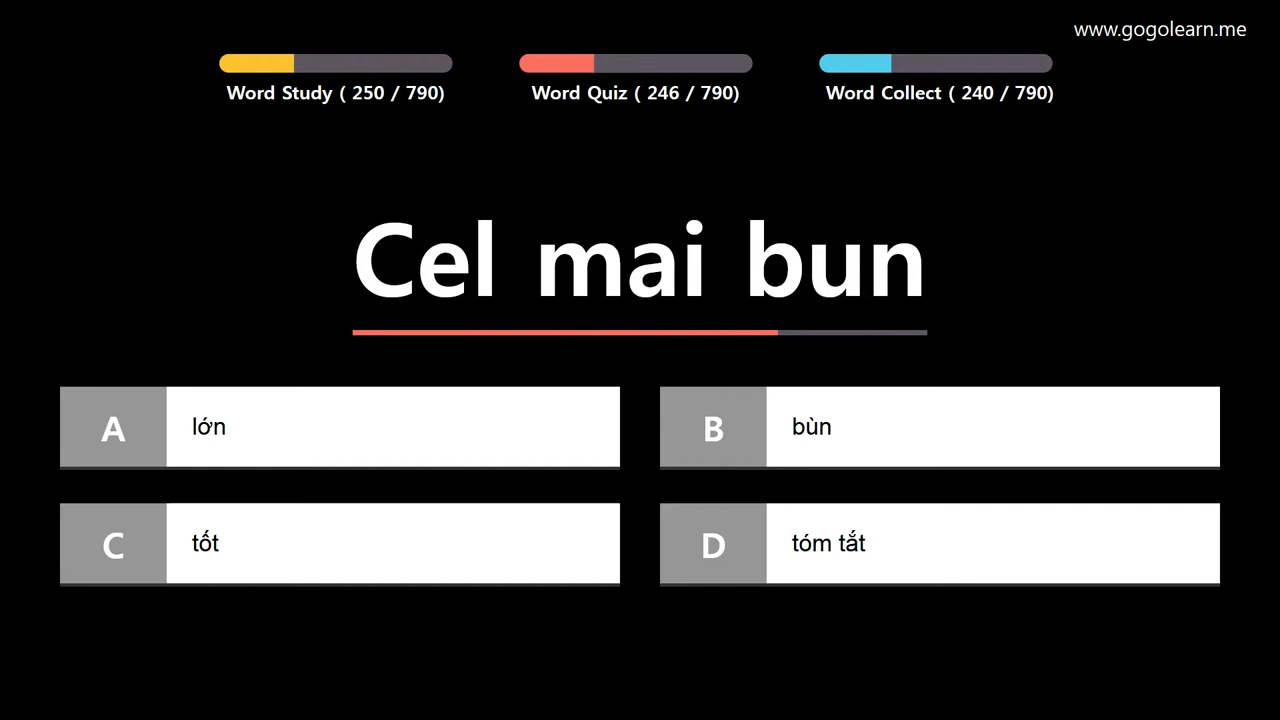 www.gogolearn.me
Word Study ( 250 / 790)
Word Quiz ( 246 / 790)
Word Collect ( 240 / 790)
Cel mai bun
A lớn
B bùn
C tốt
D tóm tắt